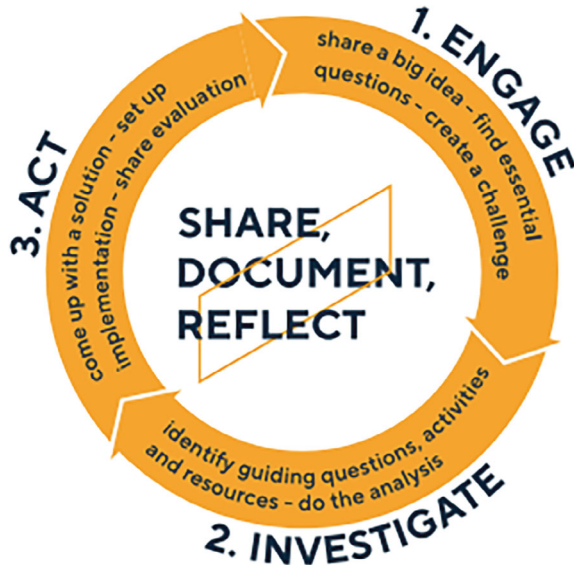 1. ENGAGE
share a big idea - find essential
questions - create a challenge
2. INVESTIGATE
identify guiding questions, activities
and resources - do the analysis
3. ACT
come up with a solution - set up
implementation - share evaluation
SHARE,
DOCUMENT,
REFLECT